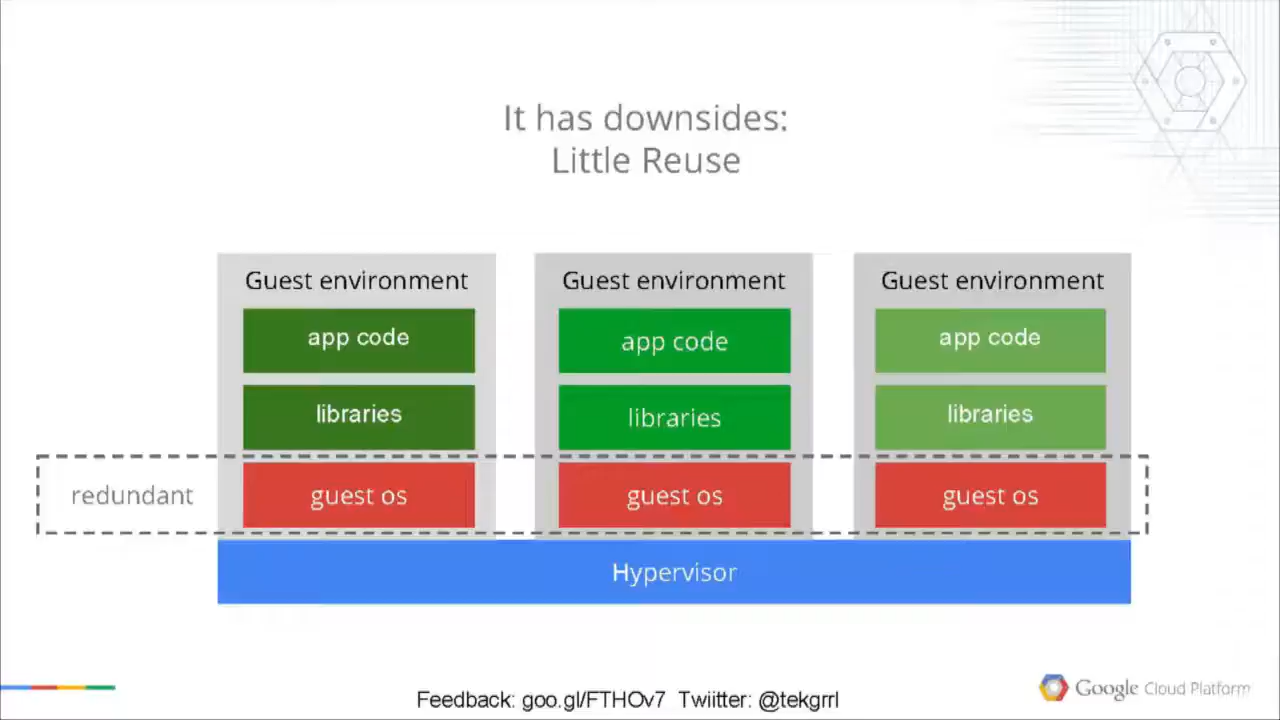 It has downsides:
Little Reuse
Guest environment
app code
libraries
guest os
Guest environment
app code
libraries
guest os
Guest environment
app code
libraries
guest os
redundant
Hypervisor
Feedback: goo.gl/FTHOv7 Twiitter: @tekgrrl
Google Cloud Platform